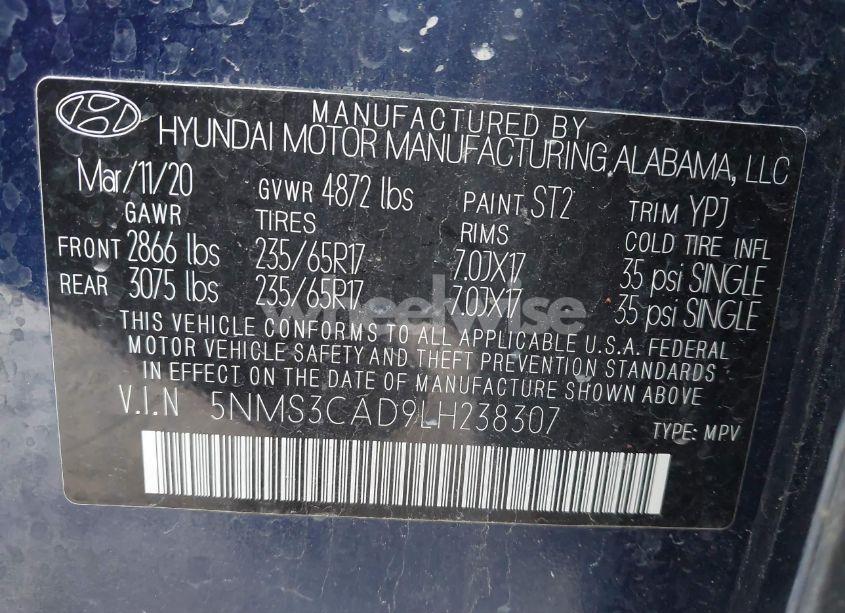 MANUFACTURED BY
HYUNDAI MOTOR MANUFACTURING, ALABAMA, LLC
Mar/11/20 GVWR 4872 lbs PAINT ST2 TRIM YPJ
GAWR TIRES RIMS COLD TIRE INFL
FRONT 2866 lbs 235/65R17 7.0JX17 35 psi SINGLE
REAR 3075 lbs 235/65R17 7.0JX17 35 psi SINGLE
wheelwise
THIS VEHICLE CONFORMS TO ALL APPLICABLE U.S.A. FEDERAL
MOTOR VEHICLE SAFETY AND THEFT PREVENTION STANDARDS
IN EFFECT ON THE DATE OF MANUFACTURE SHOWN ABOVE
V.I.N 5NMS3CAD9LH238307 TYPE: MPV